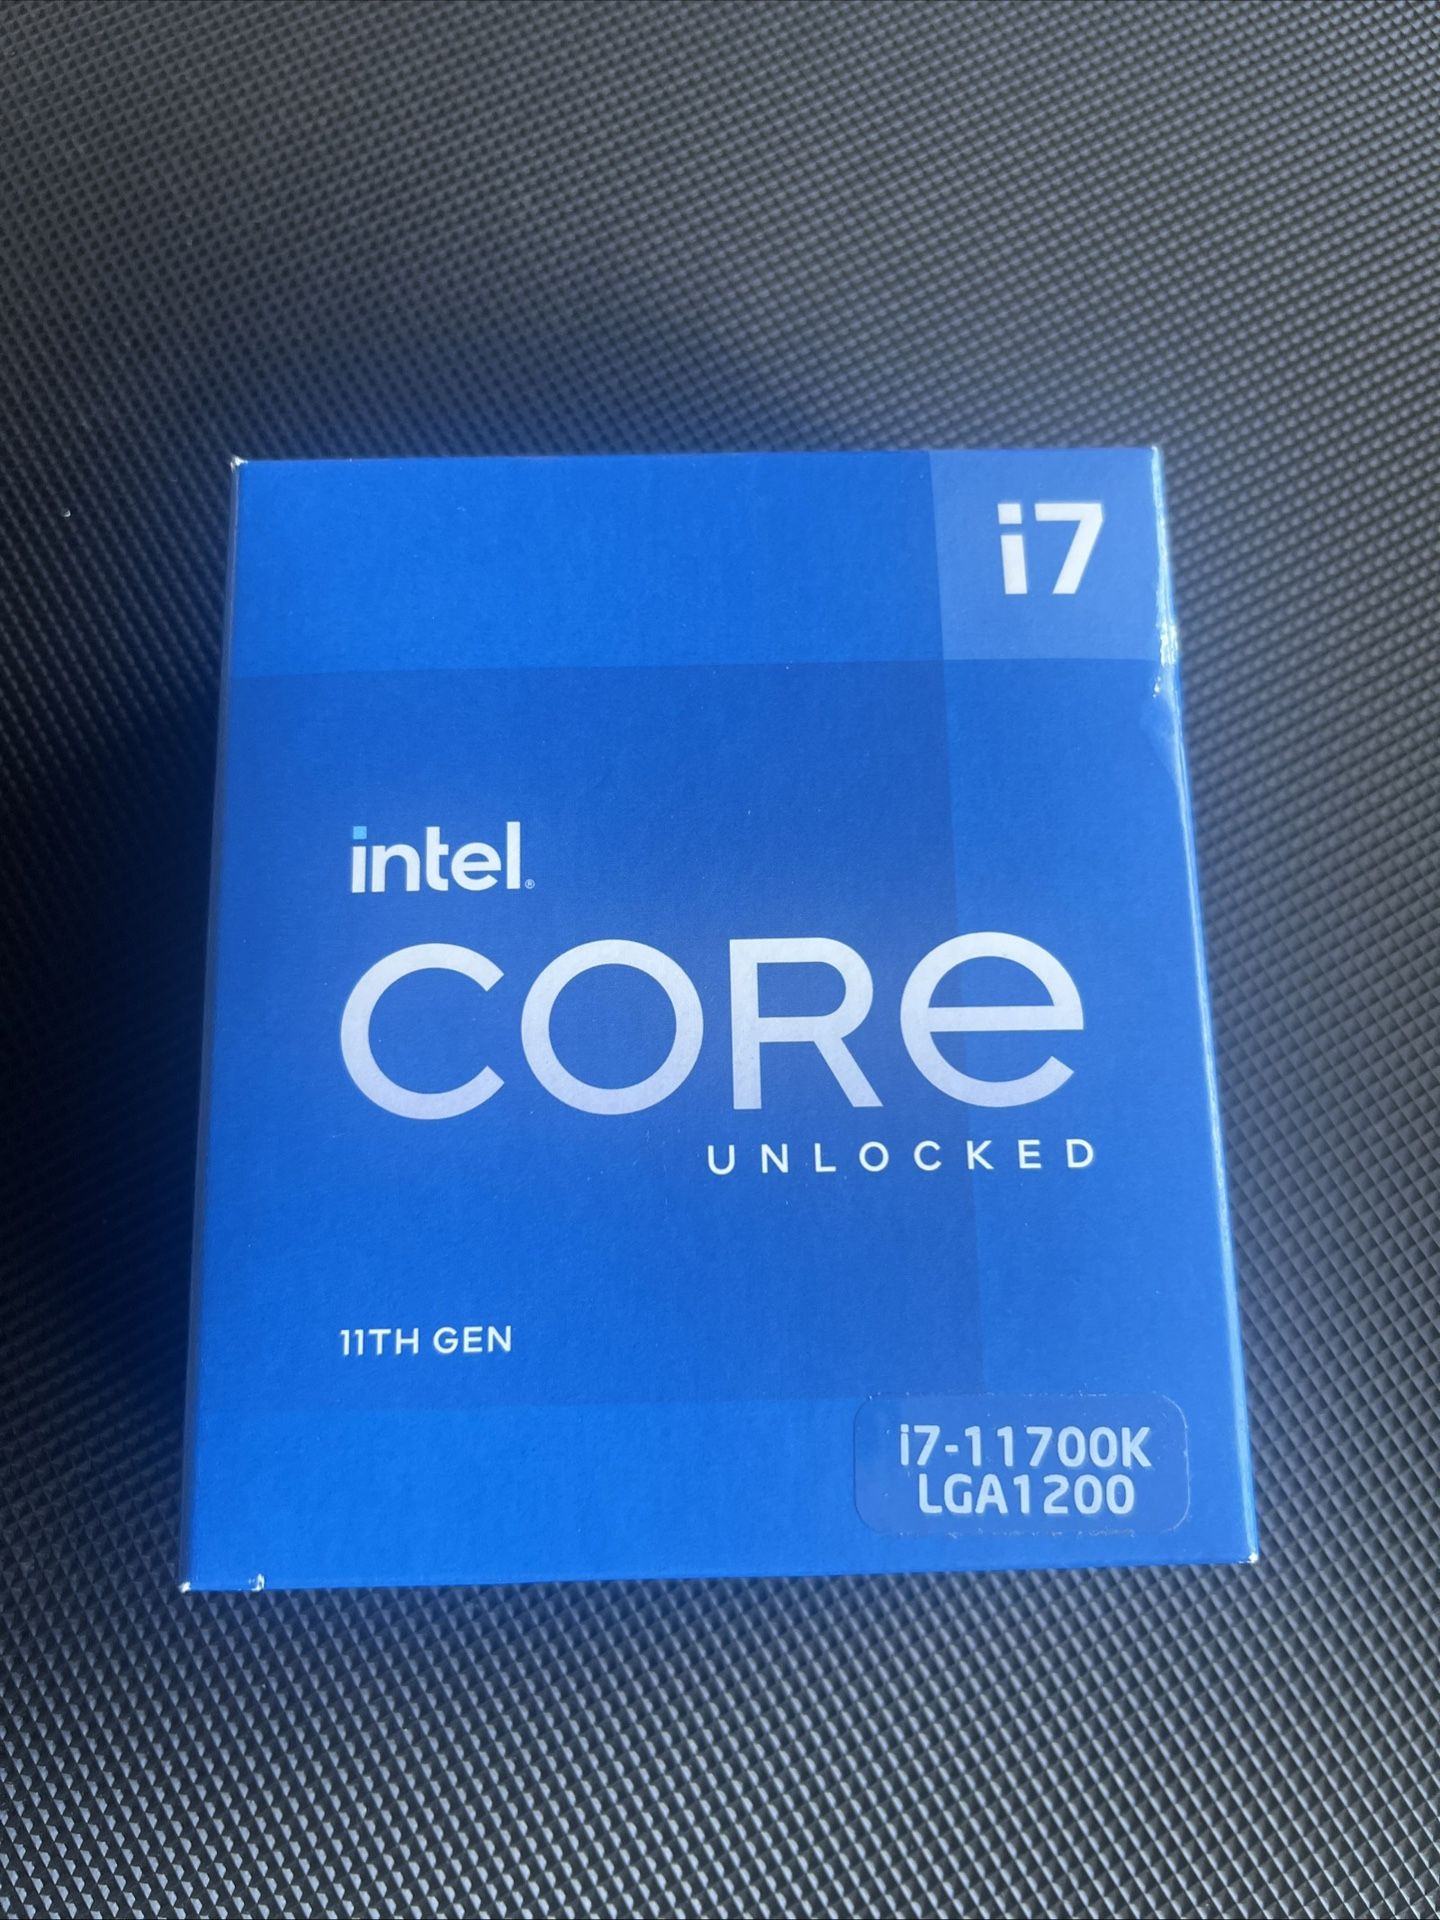 i7
intel®
CORe
UNLOCKED
11TH GEN
i7-11700K
LGA1200